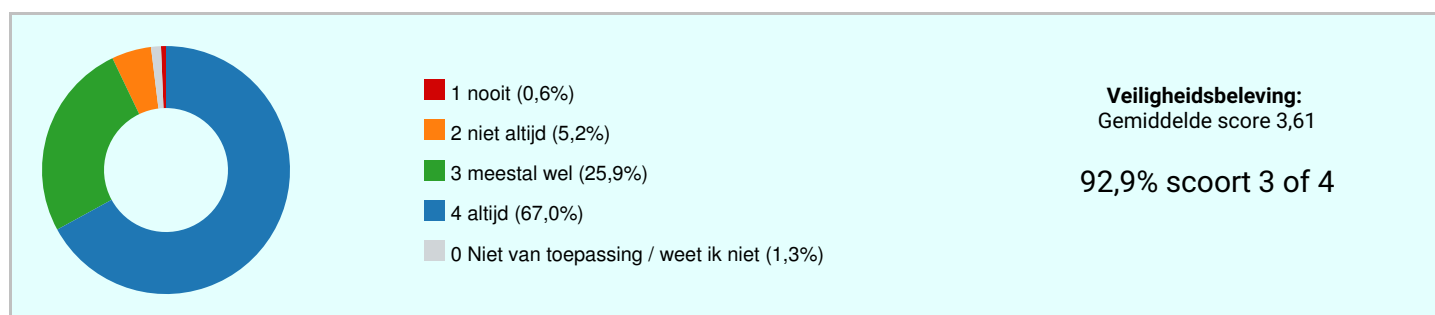 1 nooit (0,6%)
2 niet altijd (5,2%)
3 meestal wel (25,9%)
4 altijd (67,0%)
0 Niet van toepassing / weet ik niet (1,3%)
Veiligheidsbeleving:
Gemiddelde score 3,61
92,9% scoort 3 of 4